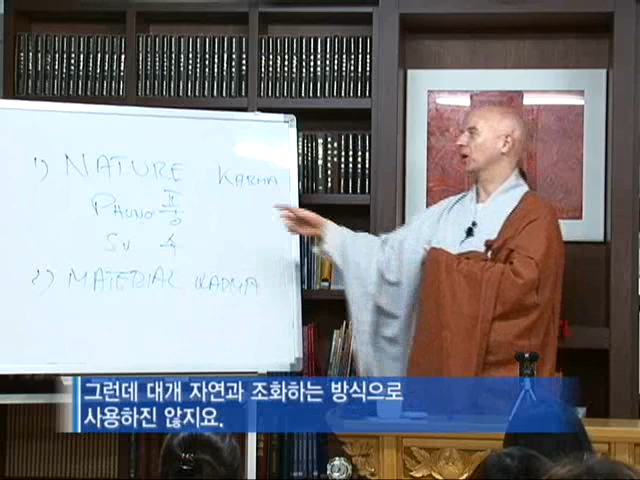 1) NATURE KARMA
PHUNG 풍
SU 수
2) MATERIAL KARMA
그런데 대개 자연과 조화하는 방식으로
사용하진 않지요.